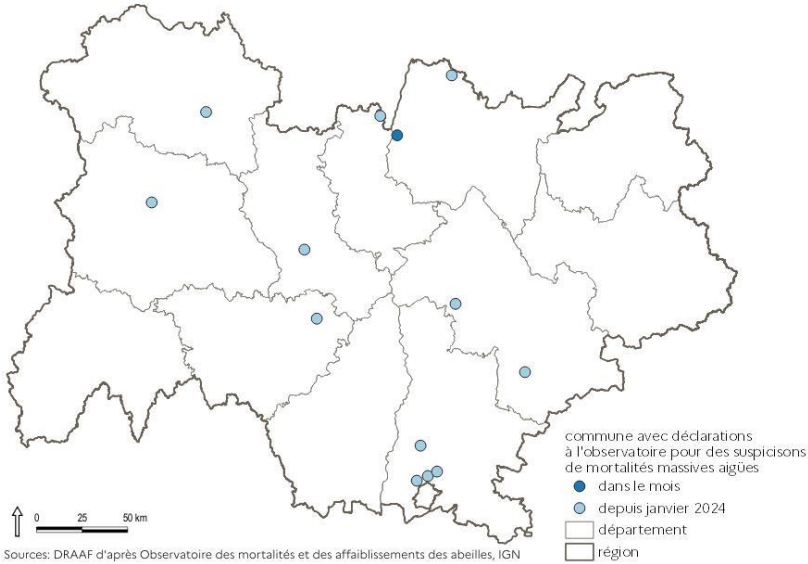 commune avec déclarations
à l'observatoire pour des suspicisons
de mortalités massives aigües
dans le mois
depuis janvier 2024
département
région
0 25 50 km
Sources: DRAAF d'après Observatoire des mortalités et des affaiblissements des abeilles, IGN